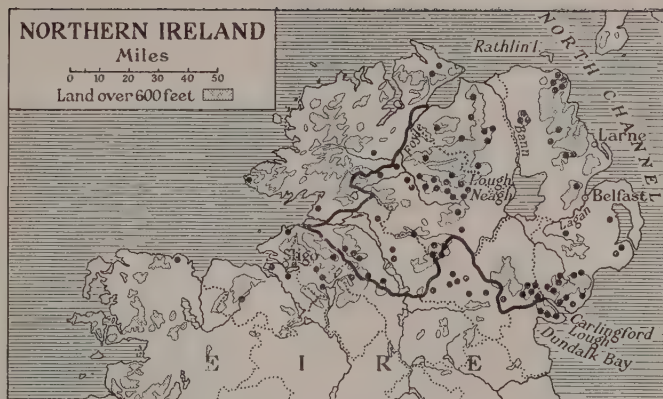 NORTHERN IRELAND
Miles
0 10 20 30 40 50
Land over 600 feet
NORTH CHANNEL
Rathlin I.
Foyle
Bann
Larne
Lough
Neagh
Belfast
Lagan
Sligo
Carlingford
Lough
Dundalk Bay
EIRE